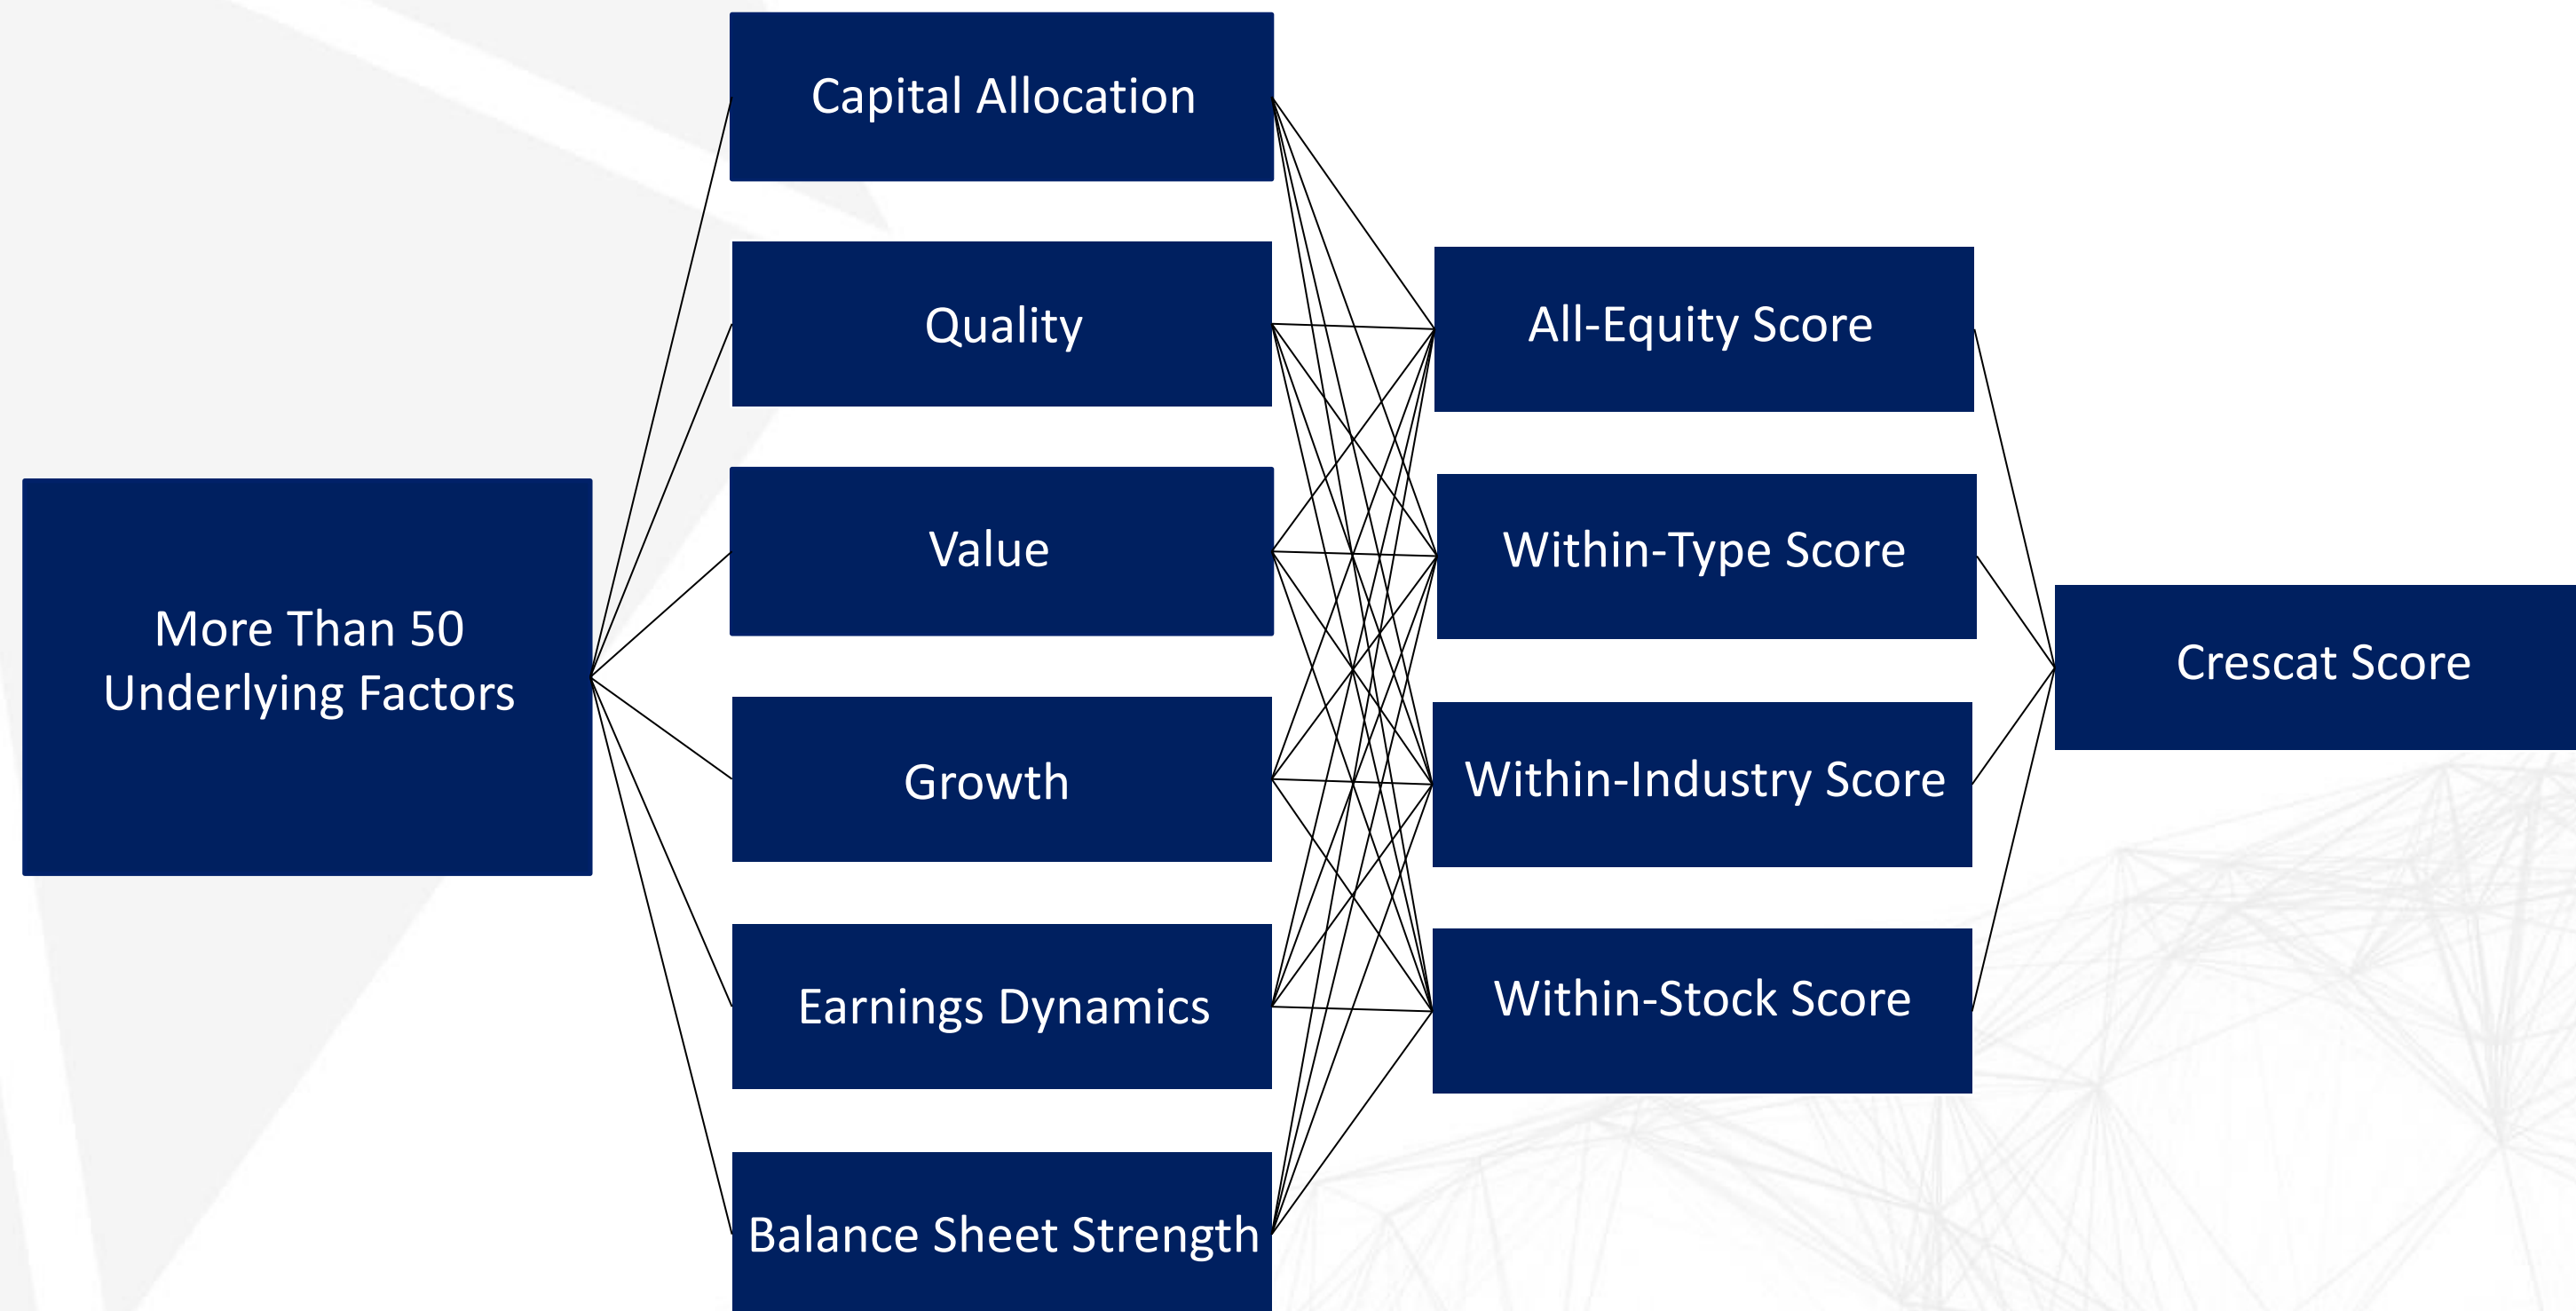 More Than 50
Underlying Factors
Capital Allocation
Quality
Value
Growth
Earnings Dynamics
Balance Sheet Strength
All-Equity Score
Within-Type Score
Within-Industry Score
Within-Stock Score
Crescat Score